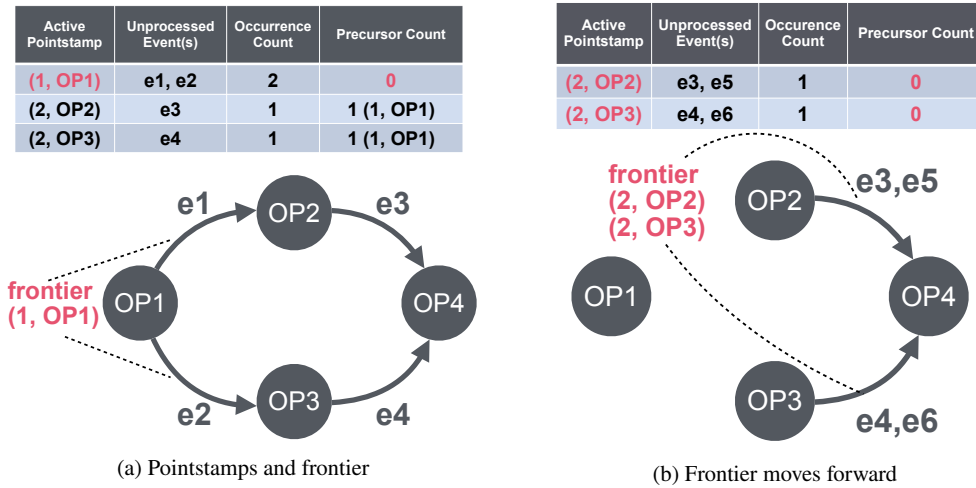 Active Pointstamp Unprocessed Event(s) Occurrence Count Precursor Count
(1, OP1) e1, e2 2 0
(2, OP2) e3 1 1 (1, OP1)
(2, OP3) e4 1 1 (1, OP1)
e1
OP2
e3
OP1
OP4
frontier
(1, OP1)
e2
OP3
e4
(a) Pointstamps and frontier
Active Pointstamp Unprocessed Event(s) Occurrence Count Precursor Count
(2, OP2) e3, e5 1 0
(2, OP3) e4, e6 1 0
frontier
(2, OP2)
(2, OP3)
OP2
e3,e5
OP1
OP4
OP3
e4,e6
(b) Frontier moves forward